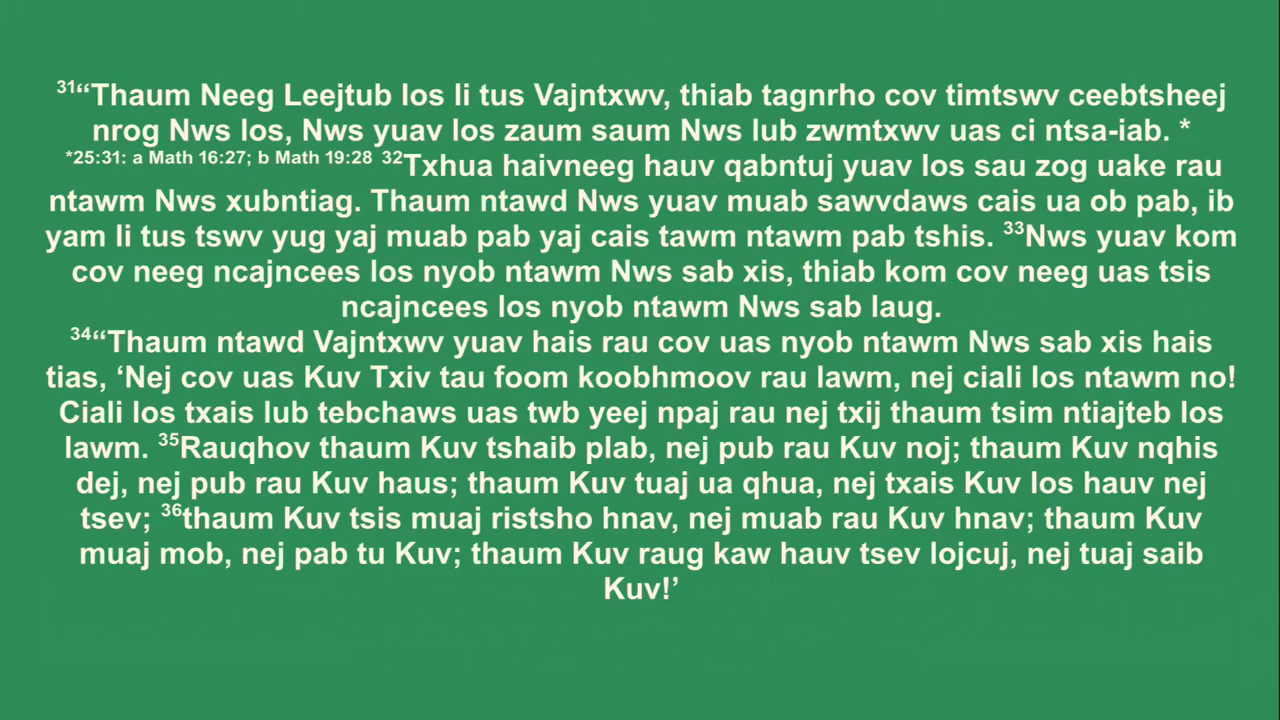 31“Thaum Neeg Leejtub los li tus Vajntxwv, thiab tagnrho cov timtswv ceebtsheej
nrog Nws los, Nws yuav los zaum saum Nws lub zwmtxwv uas ci ntsa-iab. *
*25:31: a Math 16:27; b Math 19:28 32Txhua haivneeg hauv qabntuj yuav los sau zog uake rau
ntawm Nws xubntiag. Thaum ntawd Nws yuav muab sawvdaws cais ua ob pab, ib
yam li tus tswv yug yaj muab pab yaj cais tawm ntawm pab tshis. 33Nws yuav kom
cov neeg ncajncees los nyob ntawm Nws sab xis, thiab kom cov neeg uas tsis
ncajncees los nyob ntawm Nws sab laug.
34“Thaum ntawd Vajntxwv yuav hais rau cov uas nyob ntawm Nws sab xis hais
tias, ‘Nej cov uas Kuv Txiv tau foom koobhmoov rau lawm, nej ciali los ntawm no!
Ciali los txais lub tebchaws uas twb yeej npaj rau nej txij thaum tsim ntiajteb los
lawm. 35Rauqhov thaum Kuv tshaib plab, nej pub rau Kuv noj; thaum Kuv nqhis
dej, nej pub rau Kuv haus; thaum Kuv tuaj ua qhua, nej txais Kuv los hauv nej
tsev; 36thaum Kuv tsis muaj ristsho hnav, nej muab rau Kuv hnav; thaum Kuv
muaj mob, nej pab tu Kuv; thaum Kuv raug kaw hauv tsev lojcuj, nej tuaj saib
Kuv!’